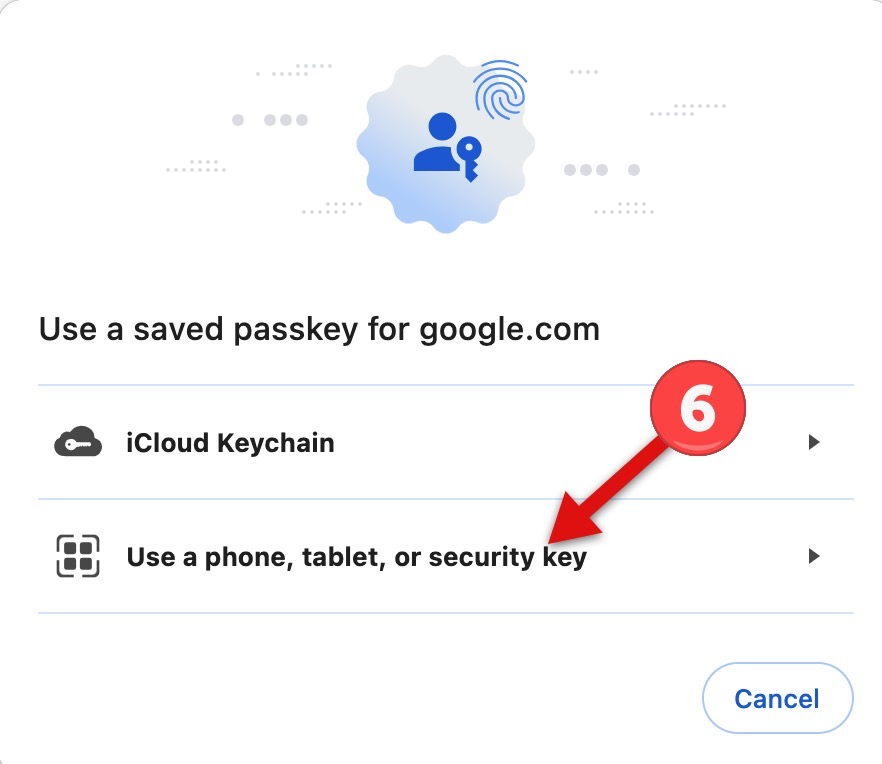 Use a saved passkey for google.com
6
iCloud Keychain
Use a phone, tablet, or security key
Cancel